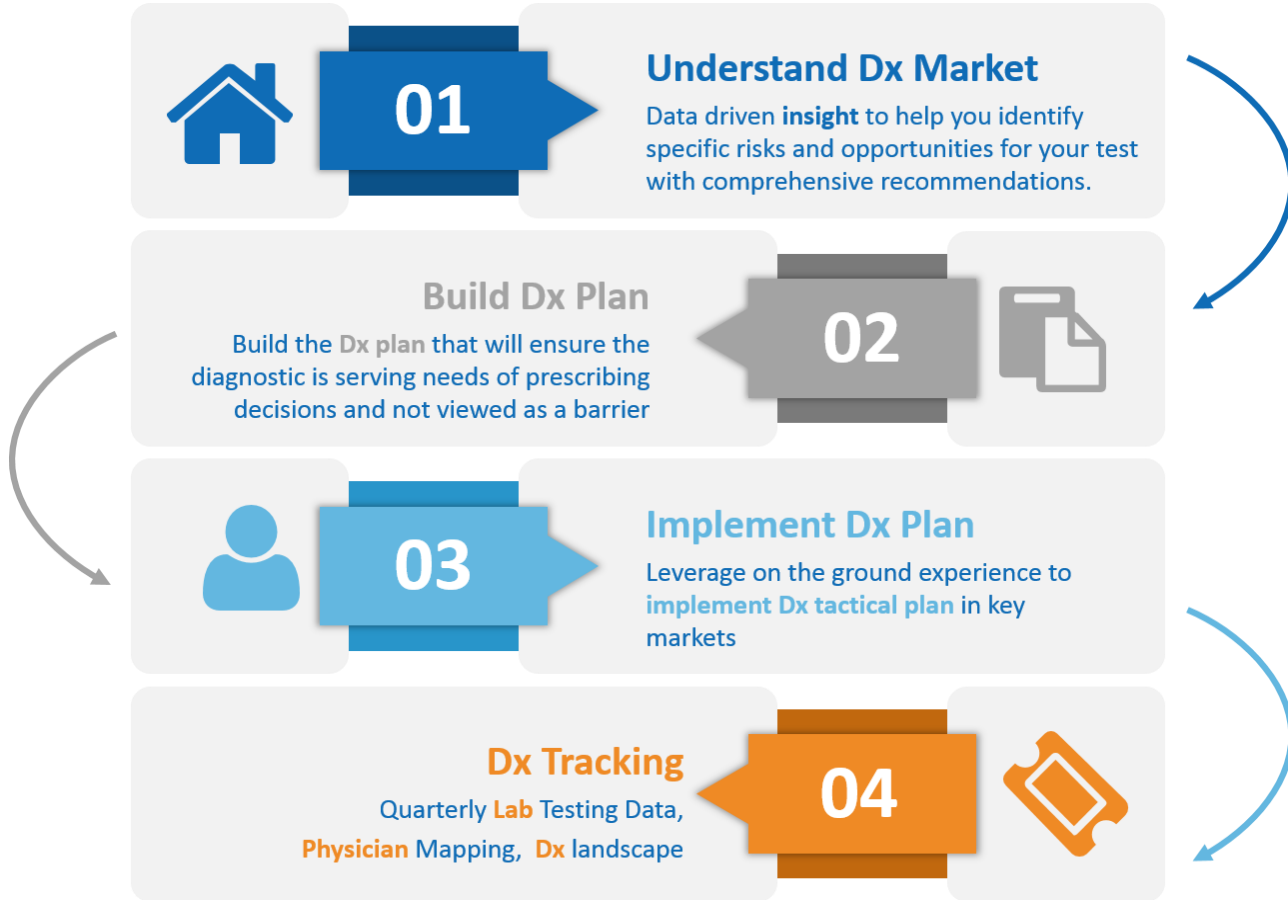 01
Understand Dx Market
Data driven insight to help you identify
specific risks and opportunities for your test
with comprehensive recommendations.
Build Dx Plan
Build the Dx plan that will ensure the
diagnostic is serving needs of prescribing
decisions and not viewed as a barrier
02
03
Implement Dx Plan
Leverage on the ground experience to
implement Dx tactical plan in key
markets
Dx Tracking
Quarterly Lab Testing Data,
Physician Mapping, Dx landscape
04